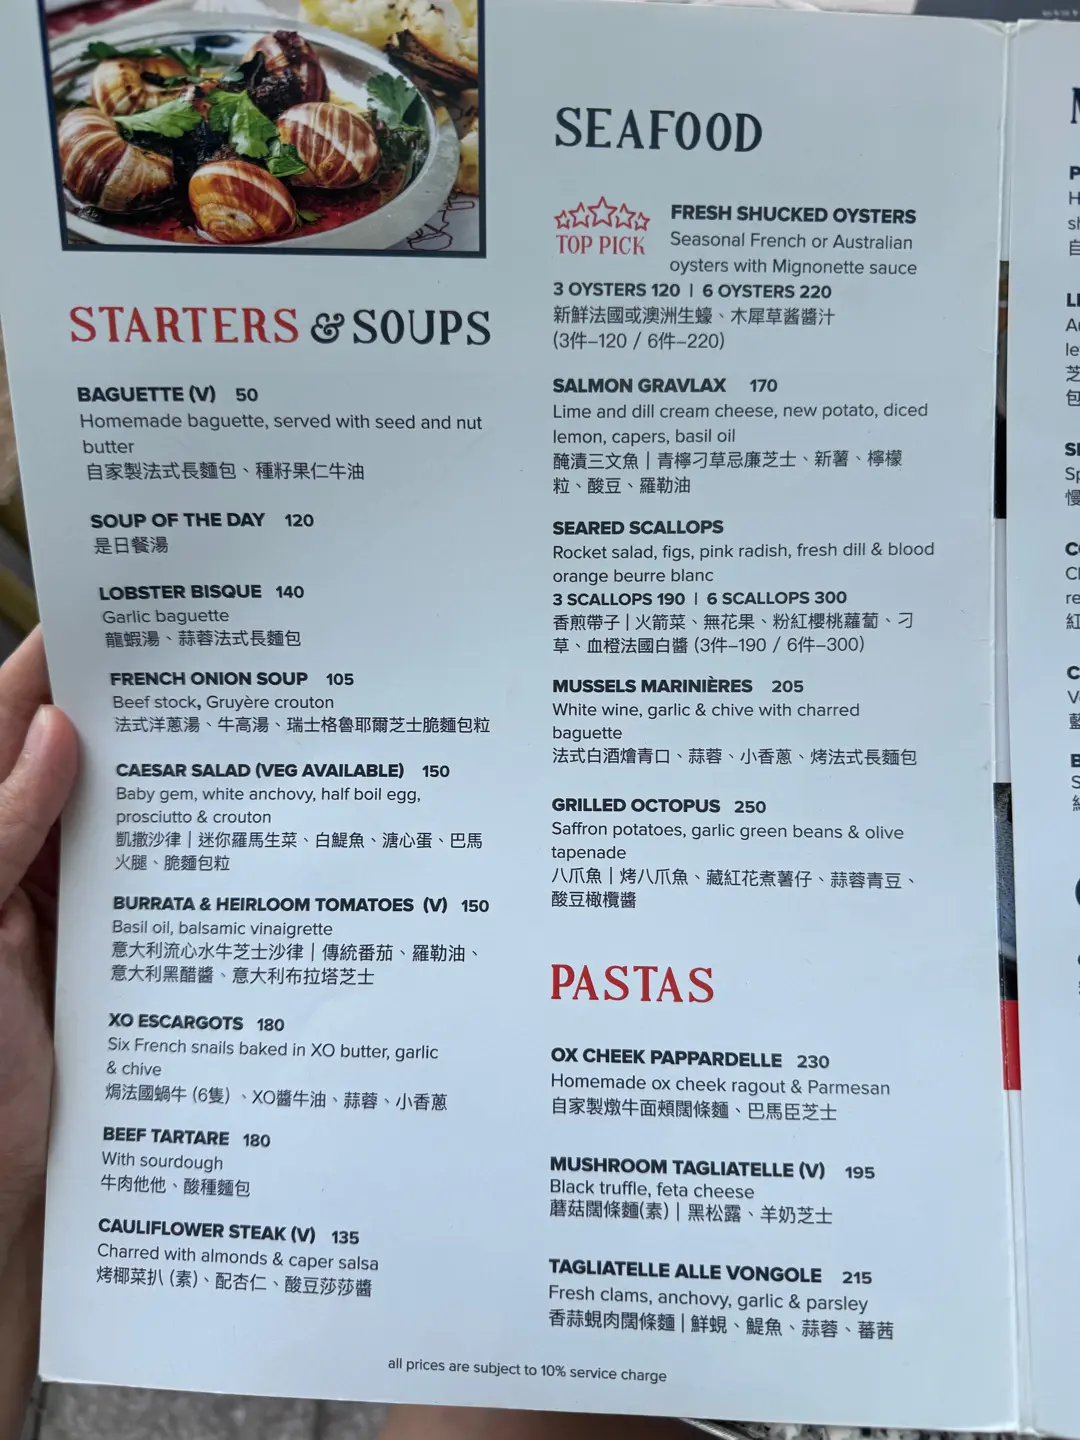 STARTERS & SOUPS
BAGUETTE (V) 50
Homemade baguette, served with seed and nut
butter
自家製法式長麵包、種籽果仁牛油
SOUP OF THE DAY 120
是日餐湯
LOBSTER BISQUE 140
Garlic baguette
龍蝦湯、蒜蓉法式長麵包
FRENCH ONION SOUP 105
Beef stock, Gruyère crouton
法式洋蔥湯、牛高湯、瑞士格魯耶爾芝士脆麵包粒
CAESAR SALAD (VEG AVAILABLE) 150
Baby gem, white anchovy, half boil egg,
prosciutto & crouton
凱撒沙律 | 迷你羅馬生菜、白鯷魚、溏心蛋、巴馬
火腿、脆麵包粒
BURRATA & HEIRLOOM TOMATOES (V) 150
Basil oil, balsamic vinaigrette
意大利流心水牛芝士沙律 | 傳統番茄、羅勒油、
意大利黑醋醬、意大利布拉塔芝士
XO ESCARGOTS 180
Six French snails baked in XO butter, garlic
& chive
焗法國蝸牛 (6隻) 、XO醬牛油、蒜蓉、小香蔥
BEEF TARTARE 180
With sourdough
牛肉他他、酸種麵包
CAULIFLOWER STEAK (V) 135
Charred with almonds & caper salsa
烤椰菜扒 (素)、配杏仁、酸豆莎莎醬
SEAFOOD
TOP PICK
FRESH SHUCKED OYSTERS
Seasonal French or Australian
oysters with Mignonette sauce
3 OYSTERS 120 | 6 OYSTERS 220
新鮮法國或澳洲生蠔、木犀草酱醬汁
(3件–120 / 6件–220)
SALMON GRAVLAX 170
Lime and dill cream cheese, new potato, diced
lemon, capers, basil oil
醃漬三文魚 | 青檸刁草忌廉芝士、新薯、檸檬
粒、酸豆、羅勒油
SEARED SCALLOPS
Rocket salad, figs, pink radish, fresh dill & blood
orange beurre blanc
3 SCALLOPS 190 | 6 SCALLOPS 300
香煎帶子 | 火箭菜、無花果、粉紅櫻桃蘿蔔、刁
草、血橙法國白醬 (3件–190 / 6件–300)
MUSSELS MARINIÈRES 205
White wine, garlic & chive with charred
baguette
法式白酒燴青口、蒜蓉、小香蔥、烤法式長麵包
GRILLED OCTOPUS 250
Saffron potatoes, garlic green beans & olive
tapenade
八爪魚 | 烤八爪魚、藏紅花煮薯仔、蒜蓉青豆、
酸豆橄欖醬
PASTAS
OX CHEEK PAPPARDELLE 230
Homemade ox cheek ragout & Parmesan
自家製燉牛面頰闊條麵、巴馬臣芝士
MUSHROOM TAGLIATELLE (V) 195
Black truffle, feta cheese
蘑菇闊條麵(素) | 黑松露、羊奶芝士
TAGLIATELLE ALLE VONGOLE 215
Fresh clams, anchovy, garlic & parsley
香蒜蜆肉闊條麵 | 鮮蜆、鯷魚、蒜蓉、蕃茜
all prices are subject to 10% service charge